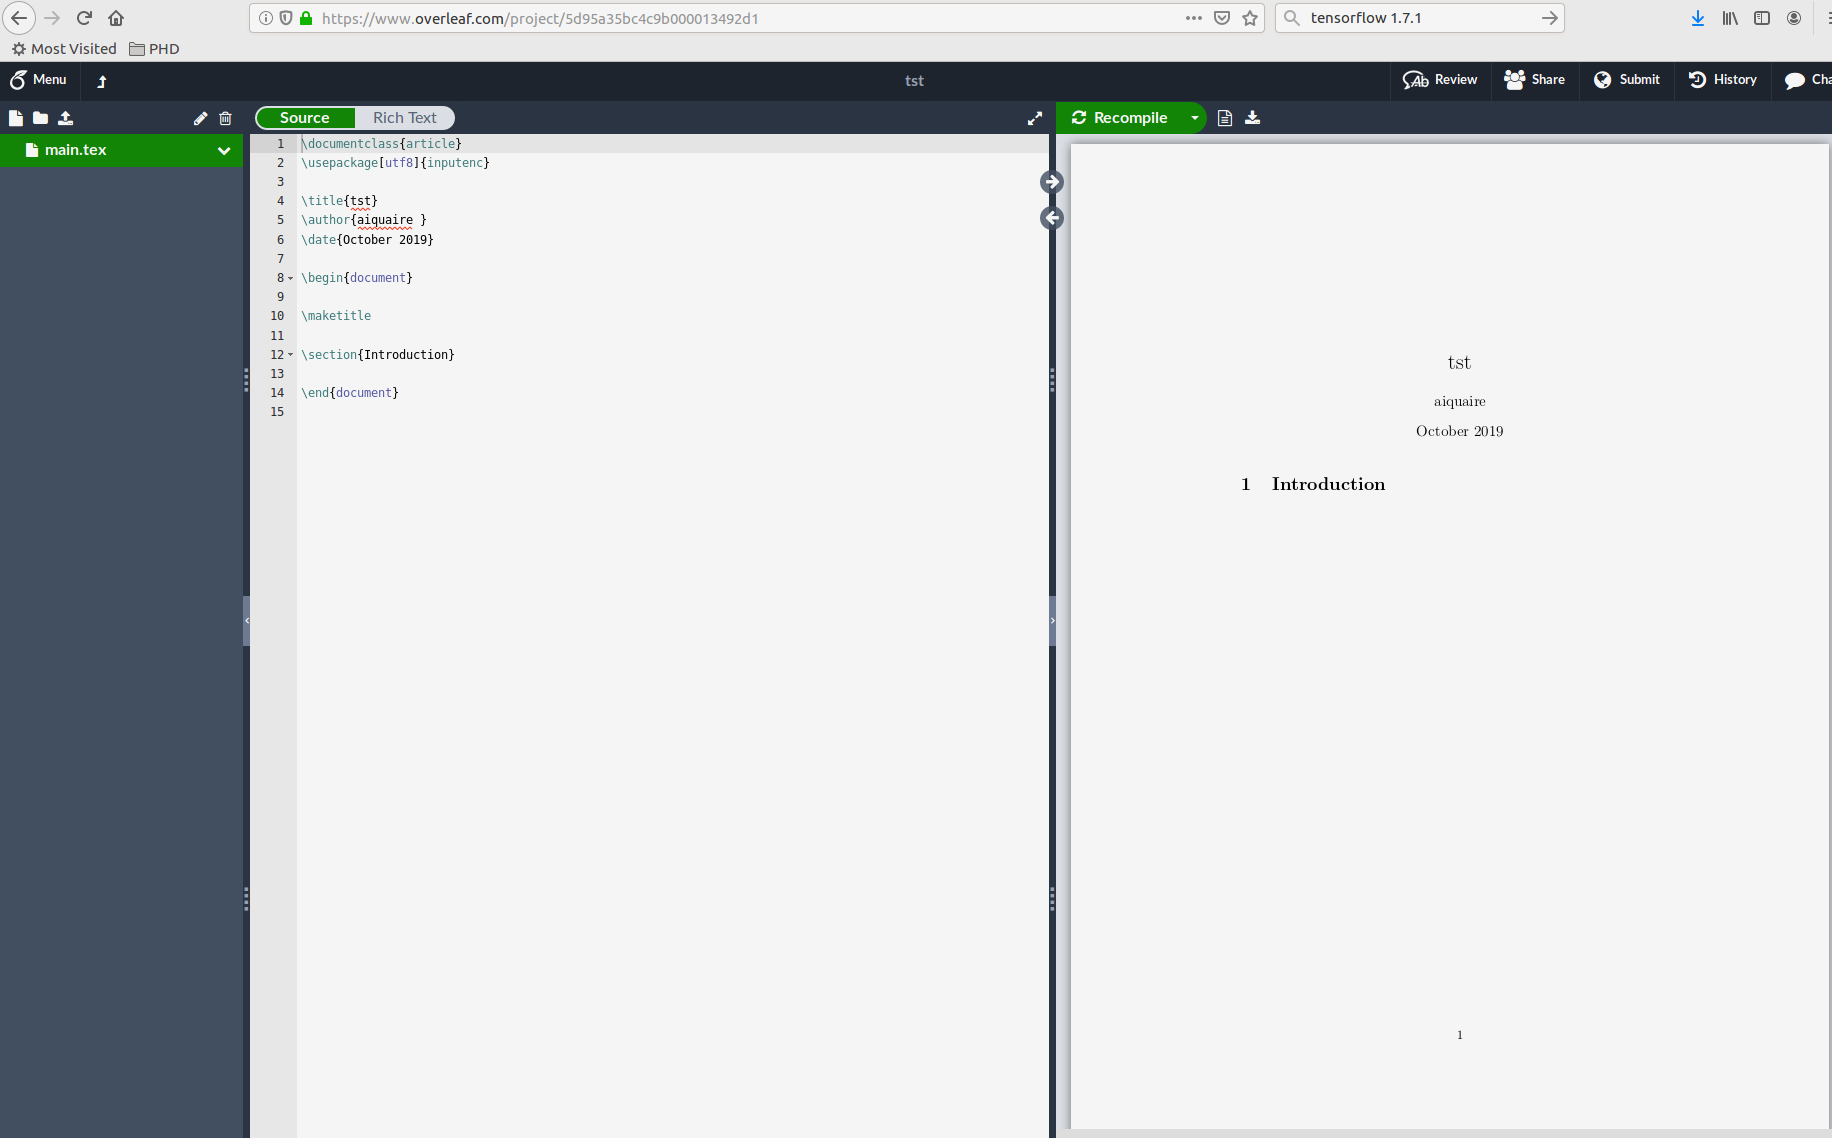 https://www.overleaf.com/project/5d95a35bc4c9b000013492d1
tensorflow 1.7.1
Most Visited
PHD
Menu
tst
Review
Share
Submit
History
Cha
Source
Rich Text
Recompile
main.tex
1 \documentclass{article}
2 \usepackage[utf8]{inputenc}
3
4 \title{tst}
5 \author{aiquaire }
6 \date{October 2019}
7
8 \begin{document}
9
10 \maketitle
11
12 \section{Introduction}
13
14 \end{document}
15
tst
aiquaire
October 2019
1 Introduction
1